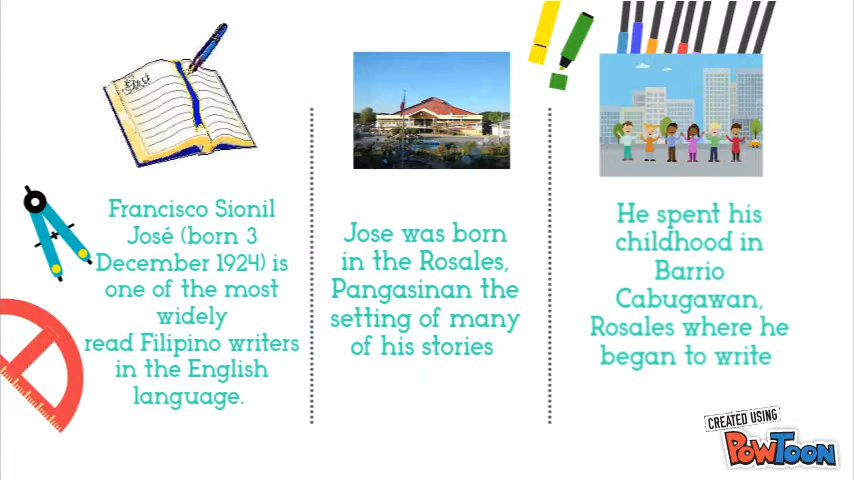 Francisco Sionil
José (born 3
December 1924) is
one of the most
widely
read Filipino writers
in the English
language.
Jose was born
in the Rosales,
Pangasinan the
setting of many
of his stories
He spent his
childhood in
Barrio
Cabugawan,
Rosales where he
began to write
CREATED USING
POWTOON